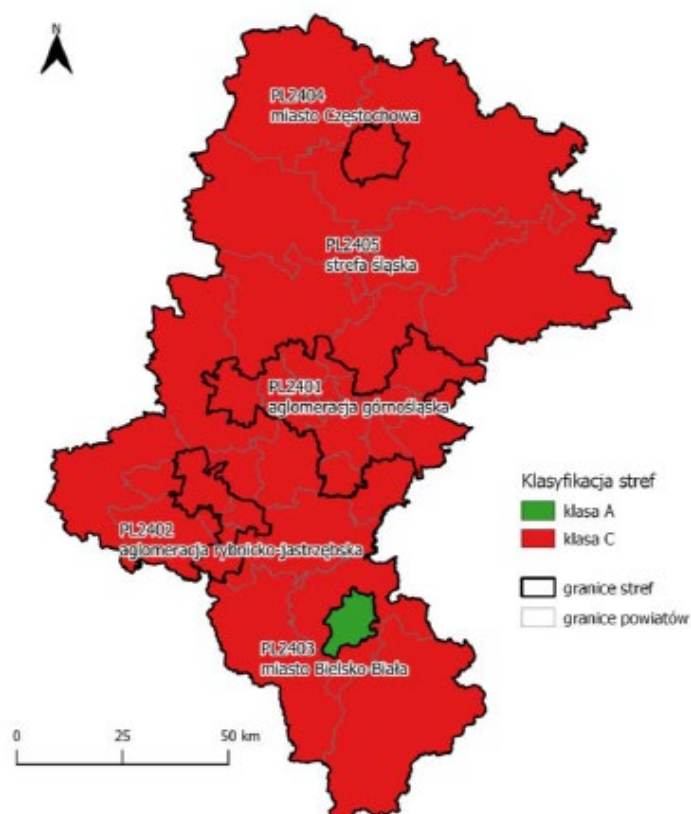 N
PL2404
miasto Częstochowa
PL2405
strefa śląska
PL2401
aglomeracja górnośląska
PL2402
aglomeracja rybnicko-jastrzębska
PL2403
miasto Bielsko-Biała
Klasyfikacja stref
klasa A
klasa C
granice stref
granice powiatów
0 25 50 km